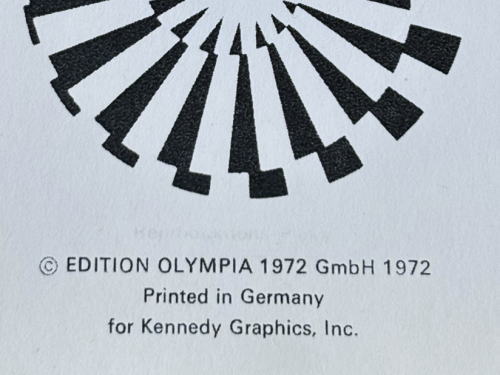 © EDITION OLYMPIA 1972 GmbH 1972
Printed in Germany
for Kennedy Graphics, Inc.